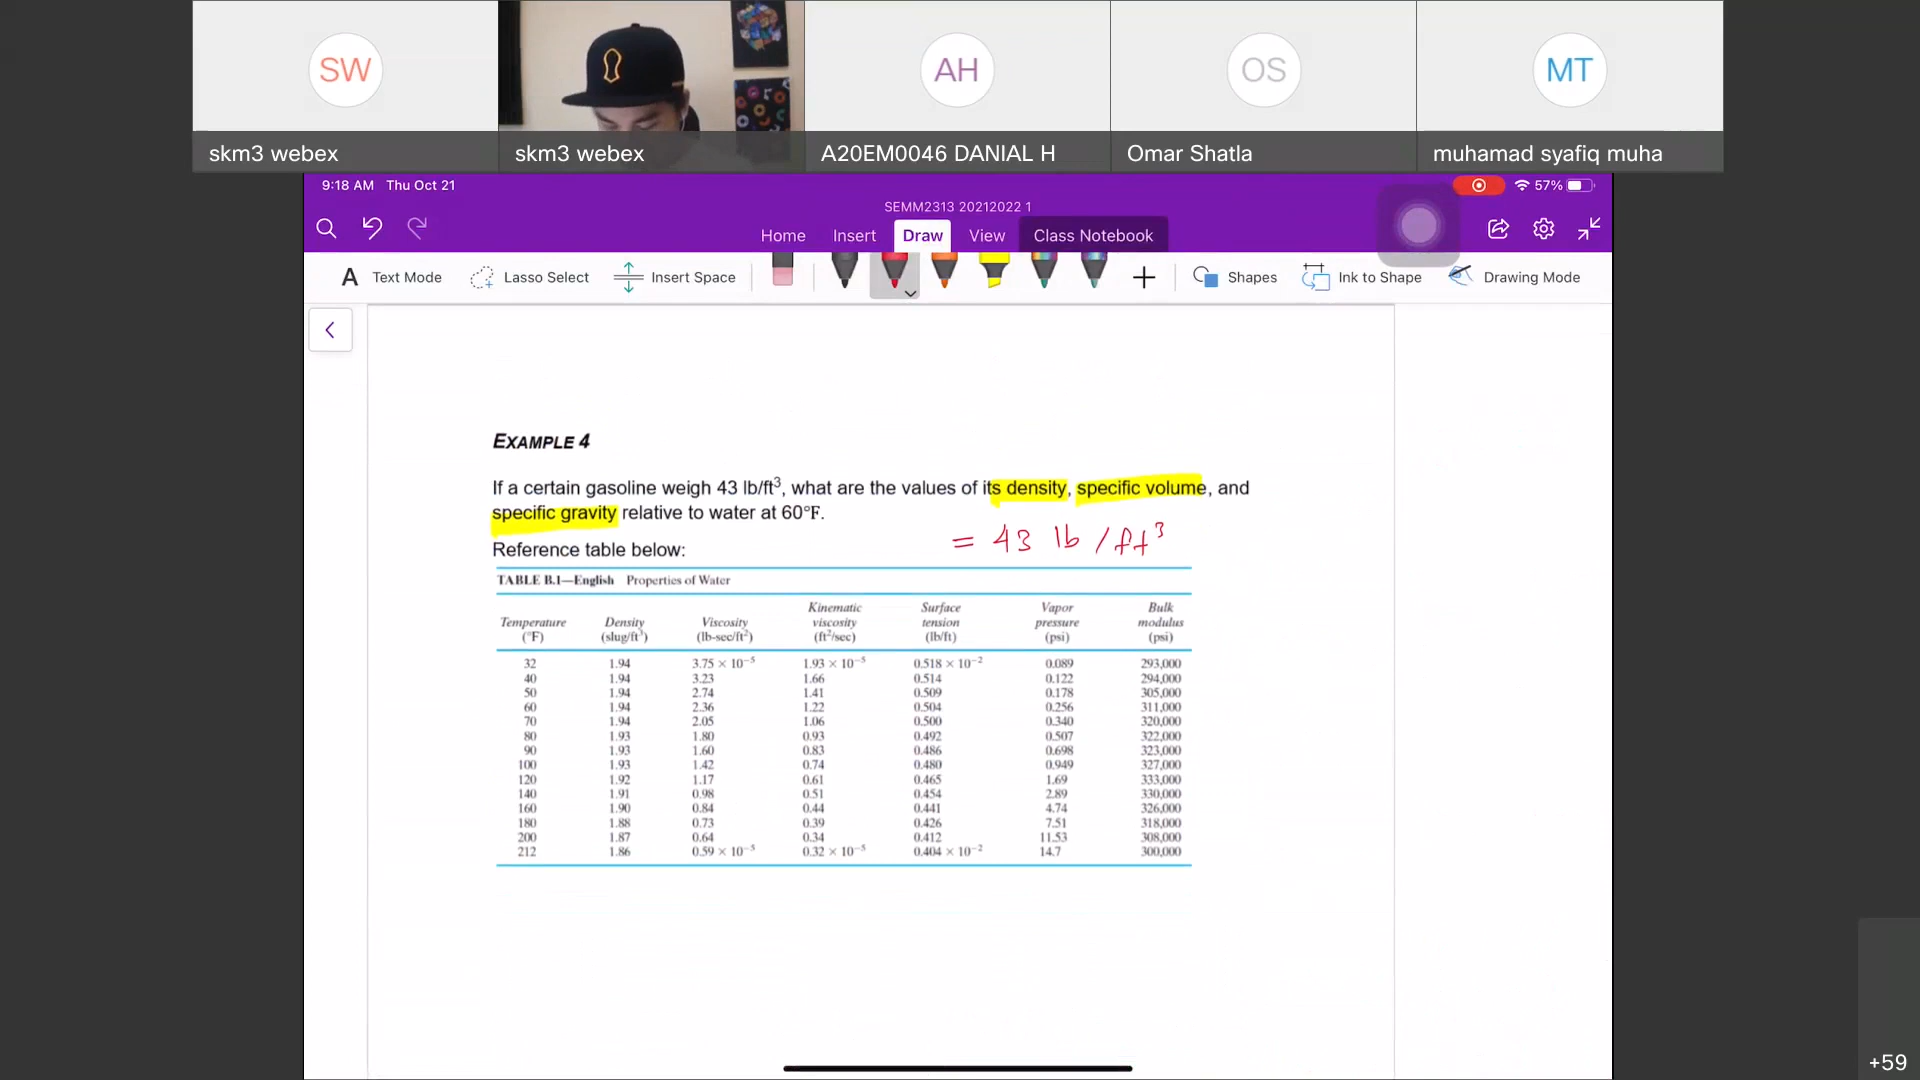 SW
AH
OS
MT
skm3 webex
skm3 webex
A20EM0046 DANIAL H
Omar Shatla
muhamad syafiq muha
9:18 AM Thu Oct 21
57%
SEMM2313 20212022 1
Home Insert Draw View Class Notebook
A Text Mode Lasso Select Insert Space Shapes Ink to Shape Drawing Mode
EXAMPLE 4
If a certain gasoline weigh 43 lb/ft³, what are the values of its density, specific volume, and
specific gravity relative to water at 60°F.
= 43 lb/ft³
Reference table below:
TABLE B.1—English Properties of Water
Temperature (°F) Density (slug/ft³) Viscosity (lb-sec/ft²) Kinematic viscosity (ft²/sec) Surface tension (lb/ft) Vapor pressure (psi) Bulk modulus (psi)
32 1.94 3.75 × 10⁻⁵ 1.93 × 10⁻⁵ 0.518 × 10⁻² 0.089 293,000
40 1.94 3.23 1.66 0.514 0.122 294,000
50 1.94 2.74 1.41 0.509 0.178 305,000
60 1.94 2.36 1.22 0.504 0.256 311,000
70 1.94 2.05 1.06 0.500 0.340 320,000
80 1.93 1.80 0.93 0.492 0.507 322,000
90 1.93 1.60 0.83 0.486 0.698 323,000
100 1.93 1.42 0.74 0.480 0.949 327,000
120 1.92 1.17 0.61 0.465 1.69 333,000
140 1.91 0.98 0.51 0.454 2.89 330,000
160 1.90 0.84 0.44 0.441 4.74 326,000
180 1.88 0.73 0.39 0.426 7.51 318,000
200 1.87 0.64 0.34 0.412 11.53 308,000
212 1.86 0.59 × 10⁻⁵ 0.32 × 10⁻⁵ 0.404 × 10⁻² 14.7 300,000
+59